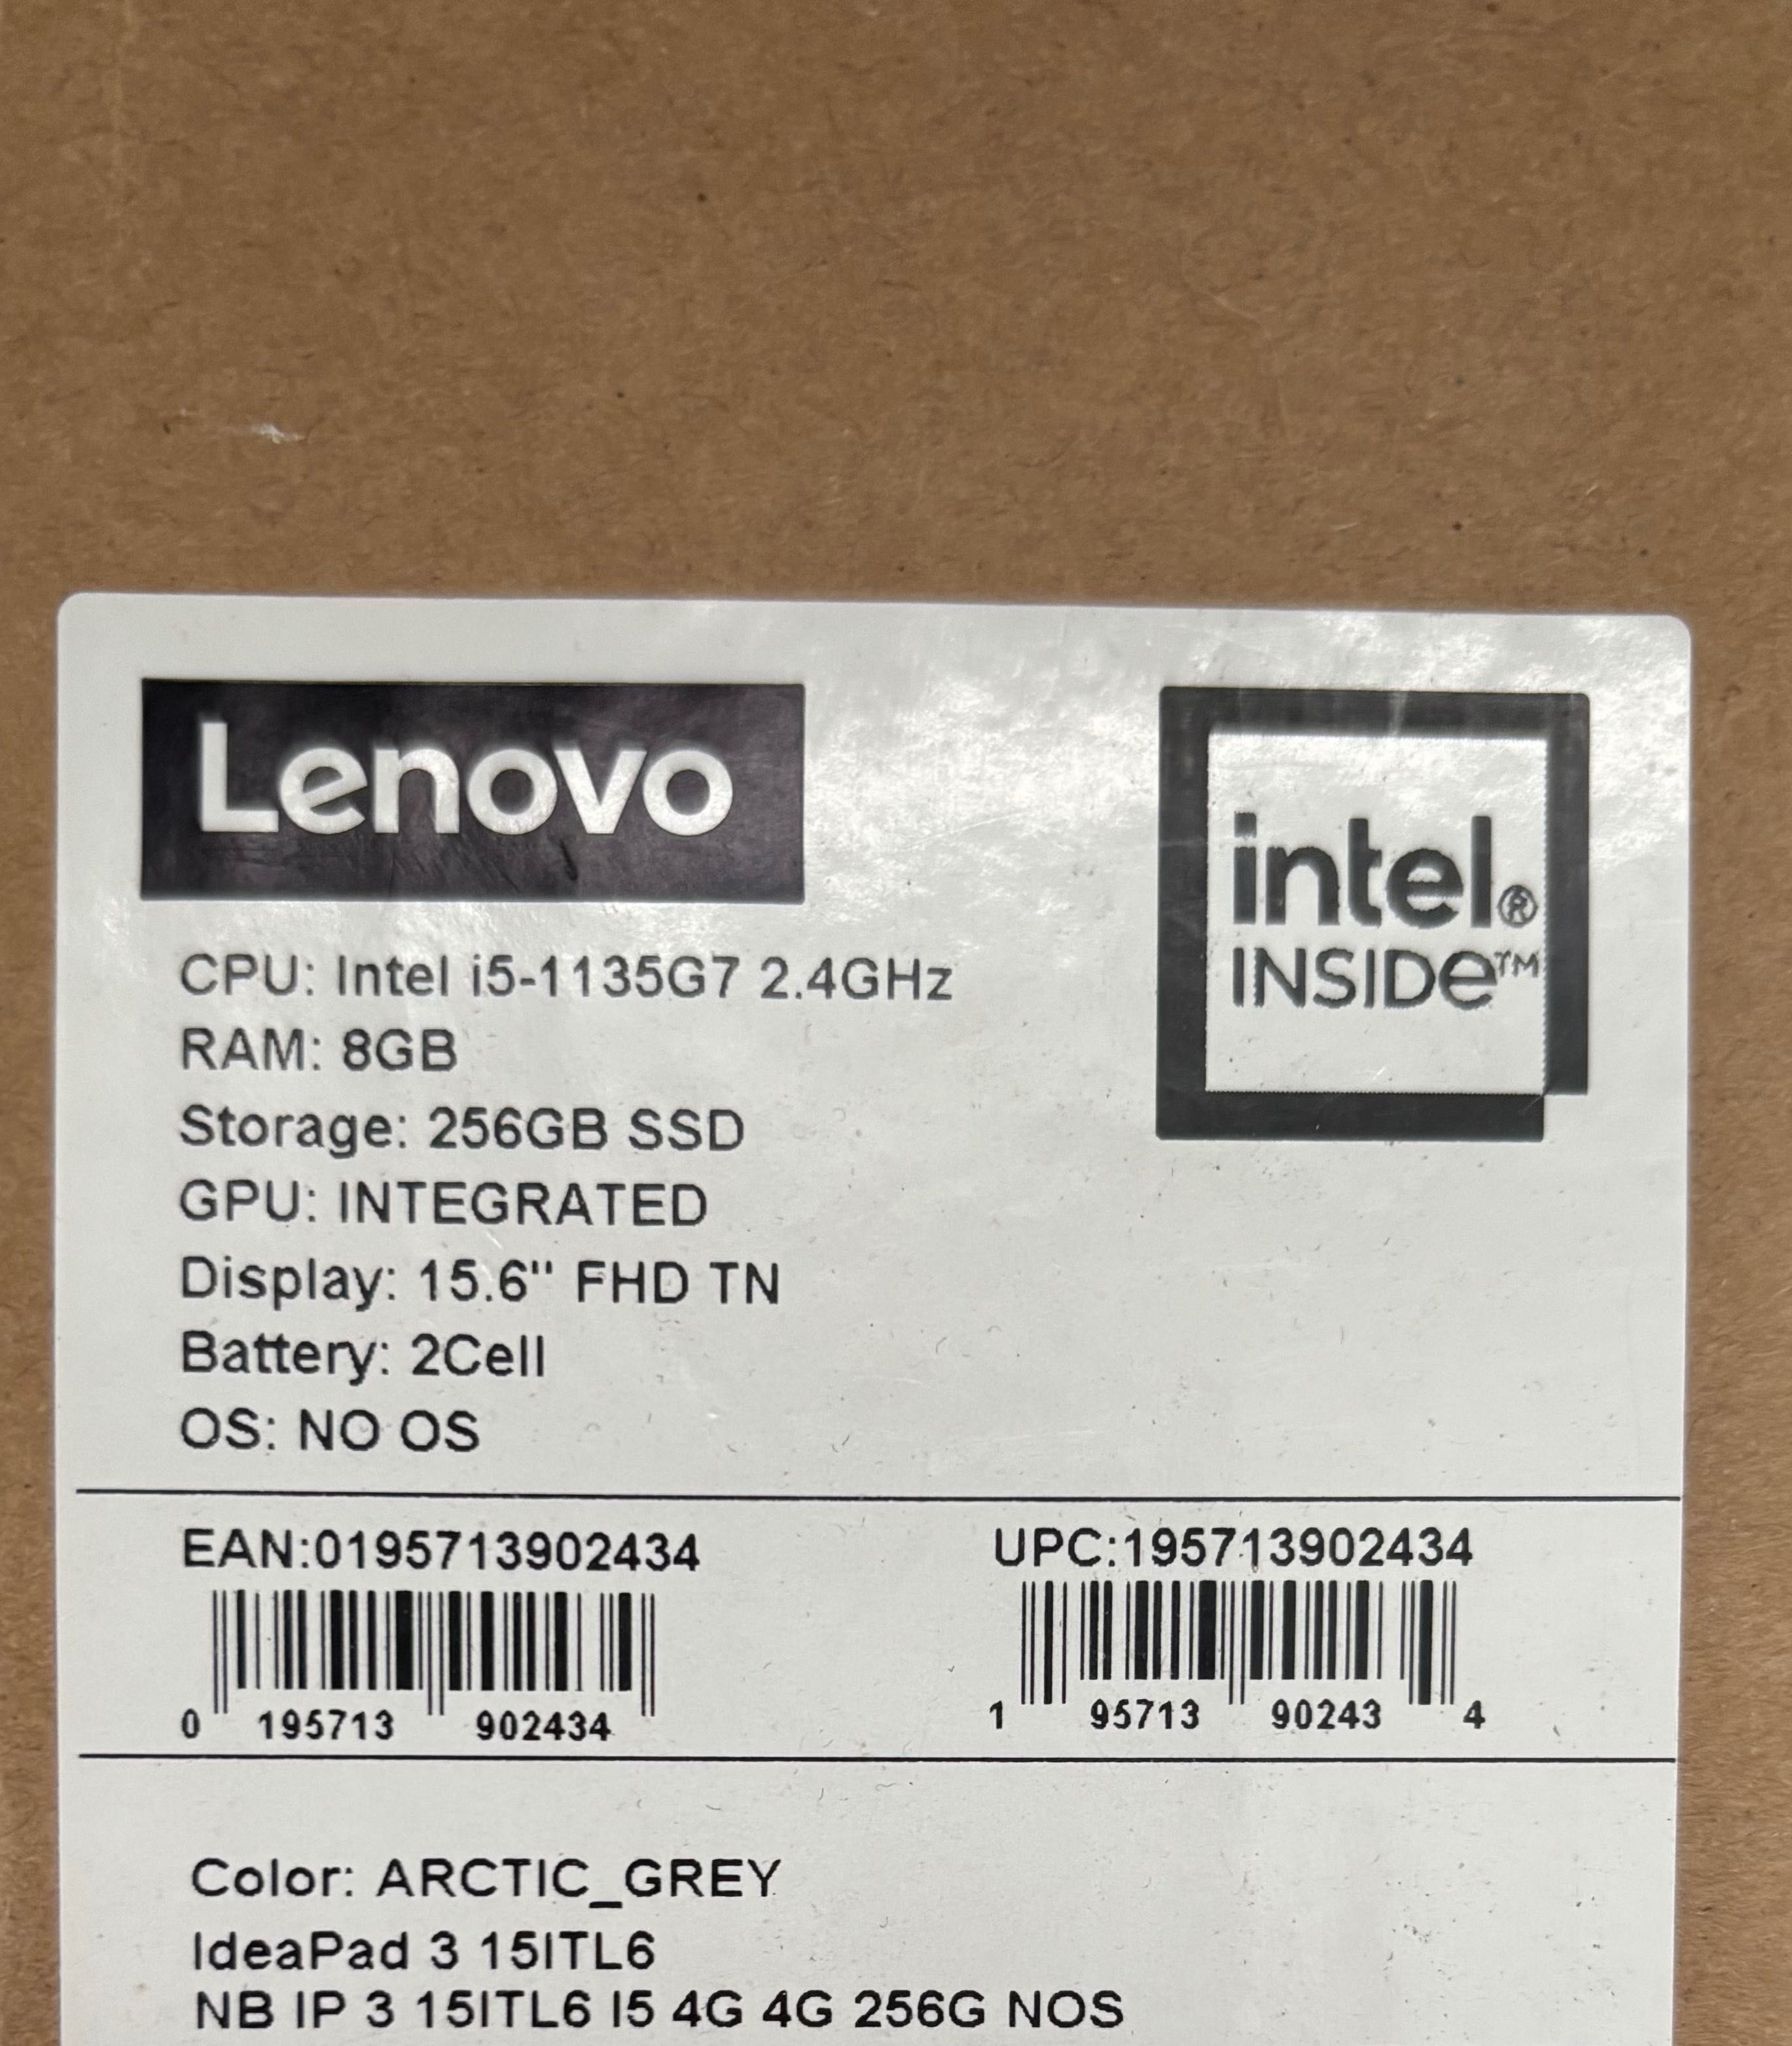 Lenovo
intel®
INSIDe™
CPU: Intel i5-1135G7 2.4GHz
RAM: 8GB
Storage: 256GB SSD
GPU: INTEGRATED
Display: 15.6" FHD TN
Battery: 2Cell
OS: NO OS
EAN:0195713902434
0 195713 902434
UPC:195713902434
1 95713 90243 4
Color: ARCTIC_GREY
IdeaPad 3 15ITL6
NB IP 3 15ITL6 I5 4G 4G 256G NOS